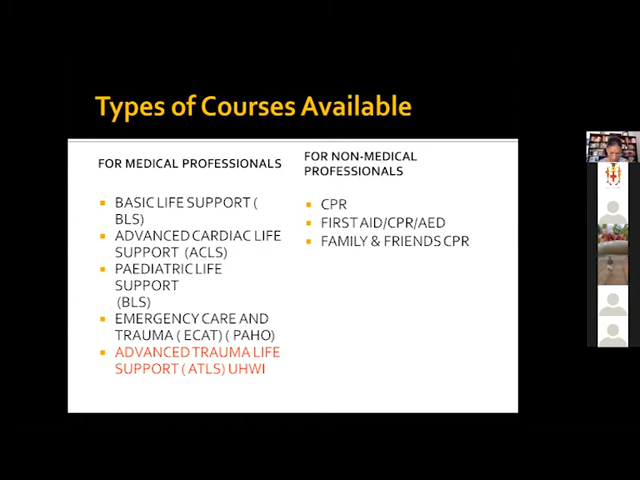 Types of Courses Available
FOR MEDICAL PROFESSIONALS
BASIC LIFE SUPPORT (
BLS)
ADVANCED CARDIAC LIFE
SUPPORT (ACLS)
PAEDIATRIC LIFE
SUPPORT
(BLS)
EMERGENCY CARE AND
TRAUMA ( ECAT) ( PAHO)
ADVANCED TRAUMA LIFE
SUPPORT ( ATLS) UHWI
FOR NON-MEDICAL
PROFESSIONALS
CPR
FIRST AID/CPR/AED
FAMILY & FRIENDS CPR